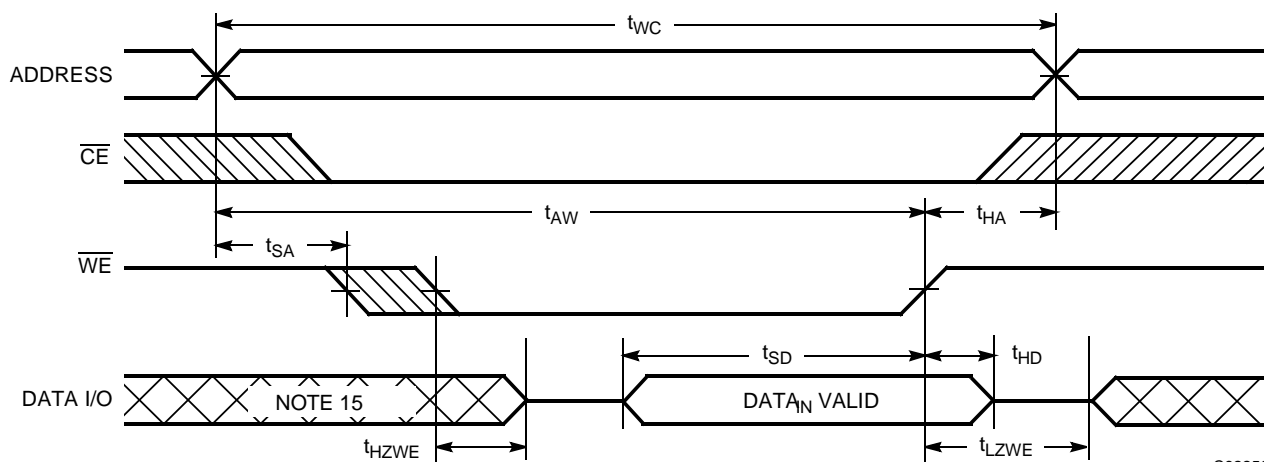 tWC
ADDRESS
CE
tAW
tHA
tSA
WE
tSD
tHD
DATA I/O
NOTE 15
DATAIN VALID
tHZWE
tLZWE